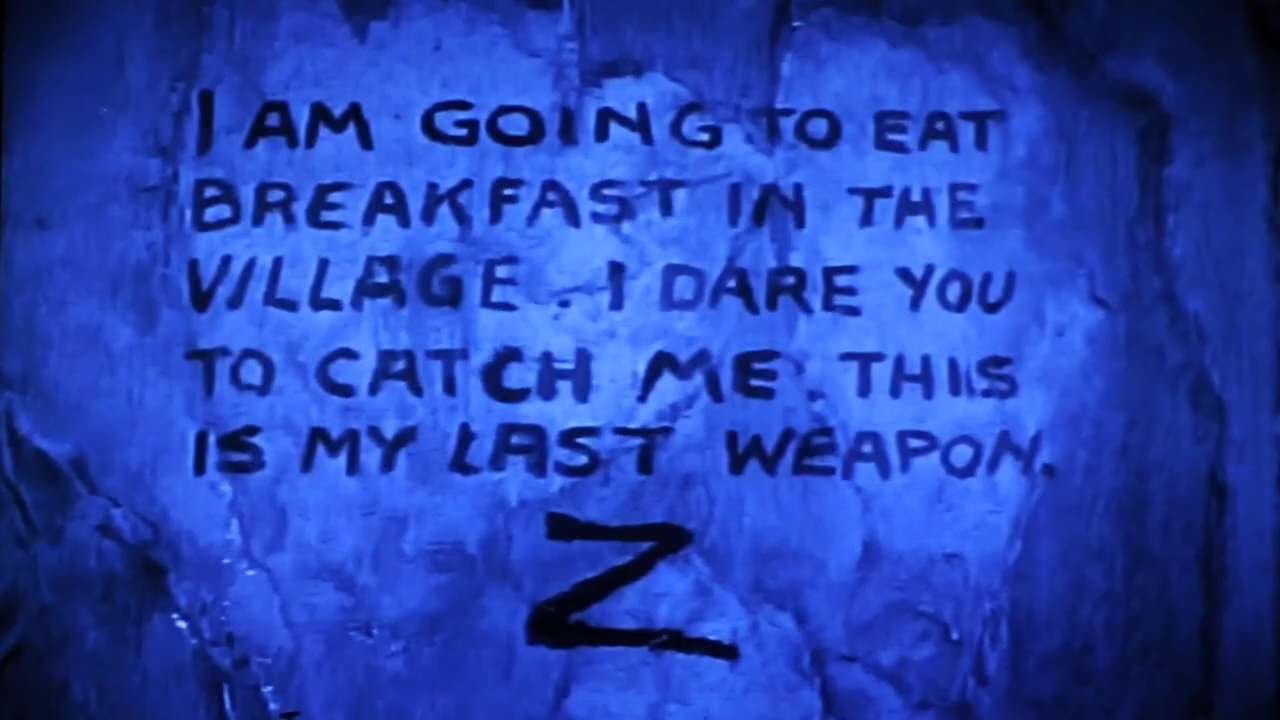 I AM GOING TO EAT
BREAKFAST IN THE
VILLAGE. I DARE YOU
TO CATCH ME. THIS
IS MY LAST WEAPON.
Z